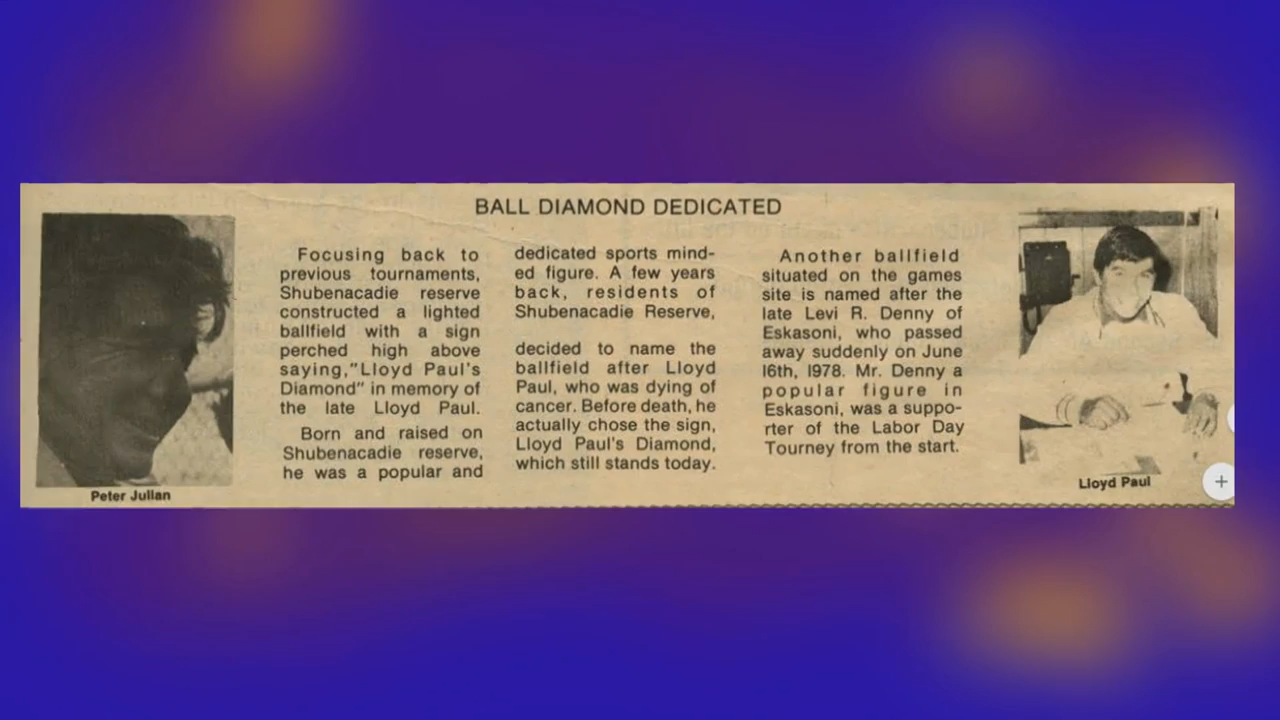 BALL DIAMOND DEDICATED
Focusing back to
previous tournaments,
Shubenacadie reserve
constructed a lighted
ballfield with a sign
perched high above
saying,"Lloyd Paul's
Diamond" in memory of
the late Lloyd Paul.
Born and raised on
Shubenacadie reserve,
he was a popular and
dedicated sports mind-
ed figure. A few years
back, residents of
Shubenacadie Reserve,
decided to name the
ballfield after Lloyd
Paul, who was dying of
cancer. Before death, he
actually chose the sign,
Lloyd Paul's Diamond,
which still stands today.
Another ballfield
situated on the games
site is named after the
late Levi R. Denny of
Eskasoni, who passed
away suddenly on June
16th, 1978. Mr. Denny a
popular figure in
Eskasoni, was a suppo-
rter of the Labor Day
Tourney from the start.
Peter Julian
Lloyd Paul